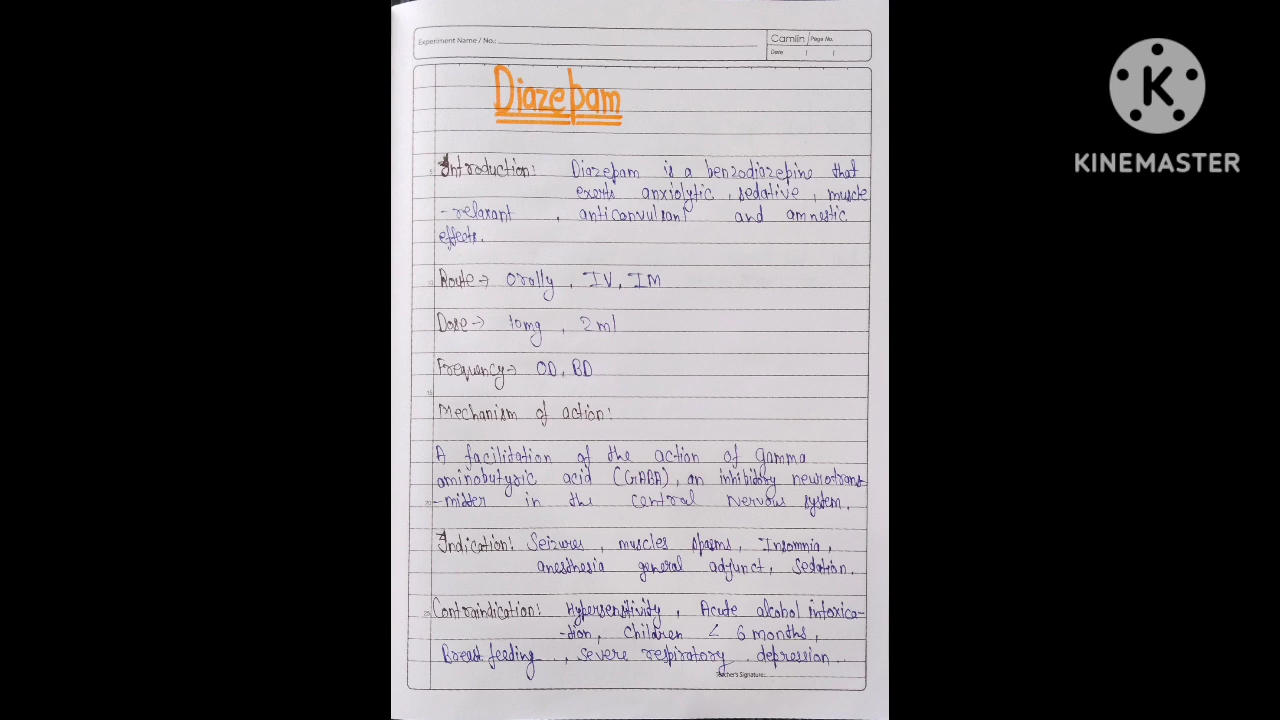 Experiment Name / No.:
Camlin Page No.
Date
Diazepam
Introduction: Diazepam is a benzodiazepine that
exerts anxiolytic, sedative, muscle
-relaxant, anticonvulsant and amnestic
effects.
Route→ Orally, IV, IM
Dose→ 10mg, 2ml
Frequency→ OD, BD
Mechanism of action:
A facilitation of the action of gamma
aminobutyric acid (GABA), an inhibitory neurotrans
-mitter in the central nervous system.
Indication: Seizures, muscles spasms, Insomnia,
anesthesia general adjunct, Sedation.
Contraindication: Hypersensitivity, Acute alcohol intoxica-
-tion, children < 6 months,
Breast feeding, severe respiratory depression.
Teacher's Signature:
K
KINEMASTER